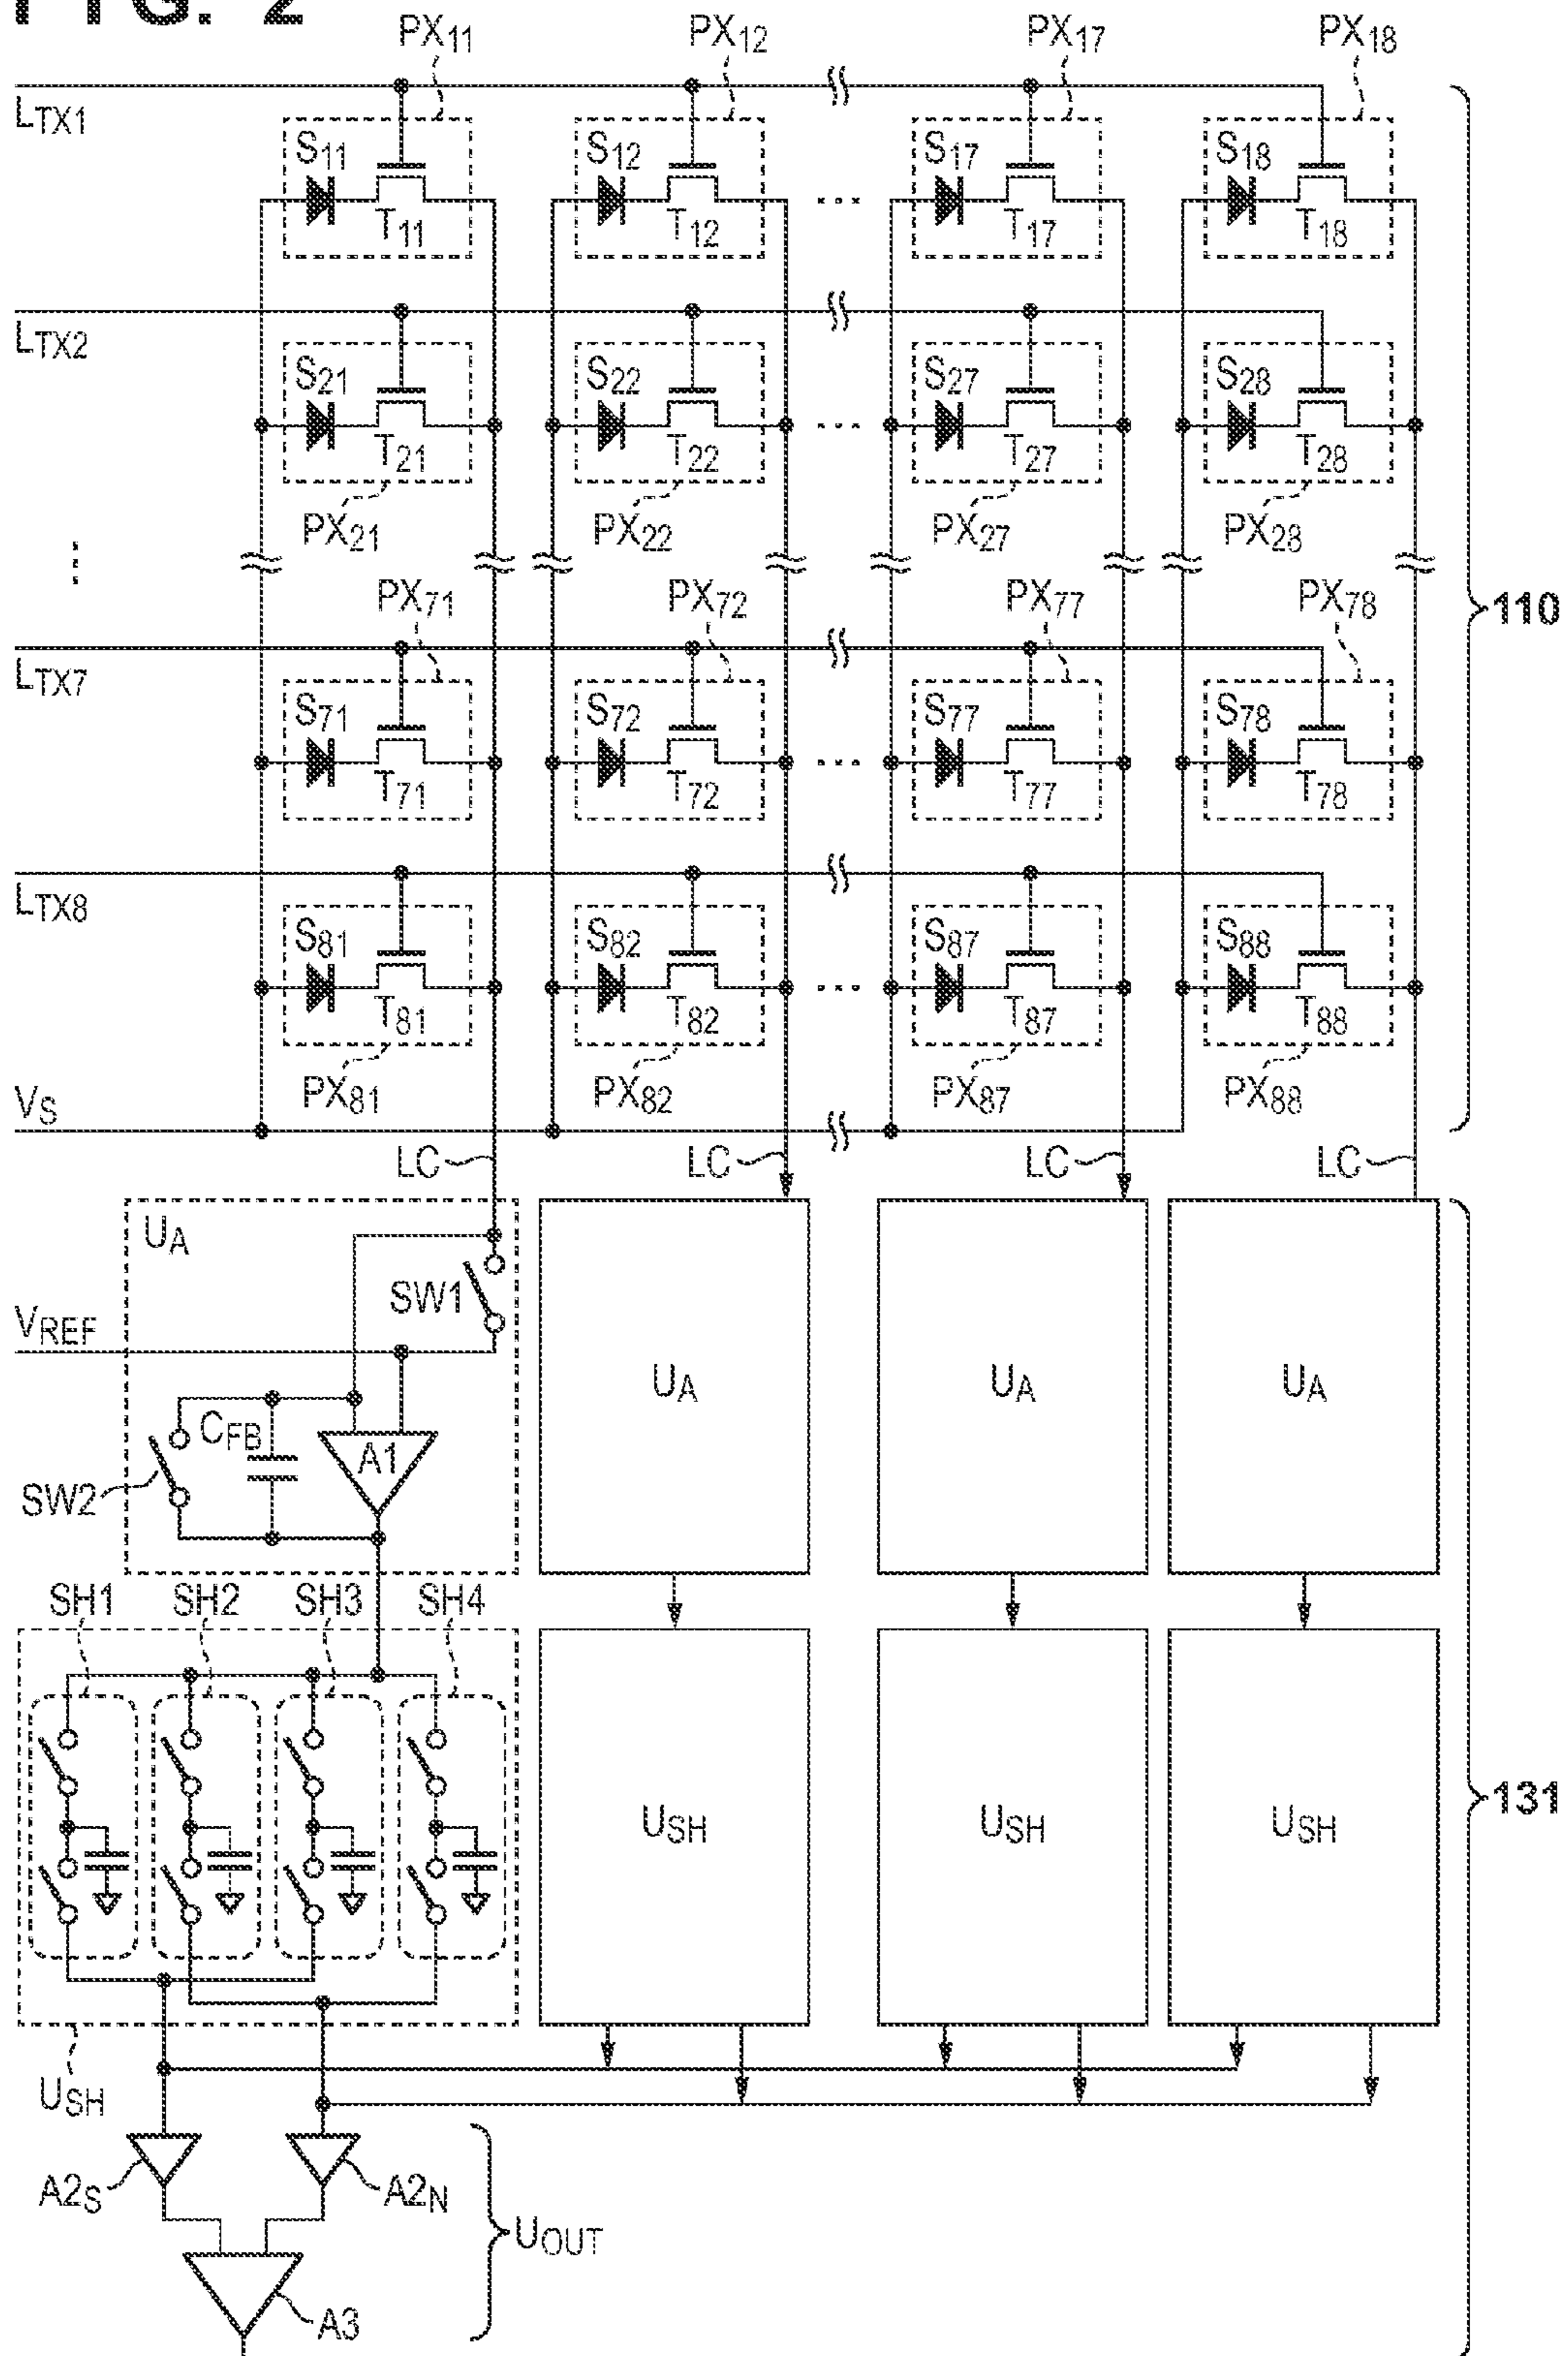 FIG. 2
PX11 PX12 PX17 PX18
LTX1
S11 S12 S17 S18
T11 T12 ... T17 T18
LTX2
S21 S22 S27 S28
T21 T22 ... T27 T28
PX21 PX22 PX27 PX28
⋮
PX71 PX72 PX77 PX78
110
LTX7
S71 S72 S77 S78
T71 T72 ... T77 T78
LTX8
S81 S82 S87 S88
T81 T82 ... T87 T88
PX81 PX82 PX87 PX88
VS
LC LC LC LC
UA
SW1
VREF
UA UA UA
CFB A1
SW2
SH1 SH2 SH3 SH4
131
USH USH USH
USH
A2S A2N
UOUT
A3